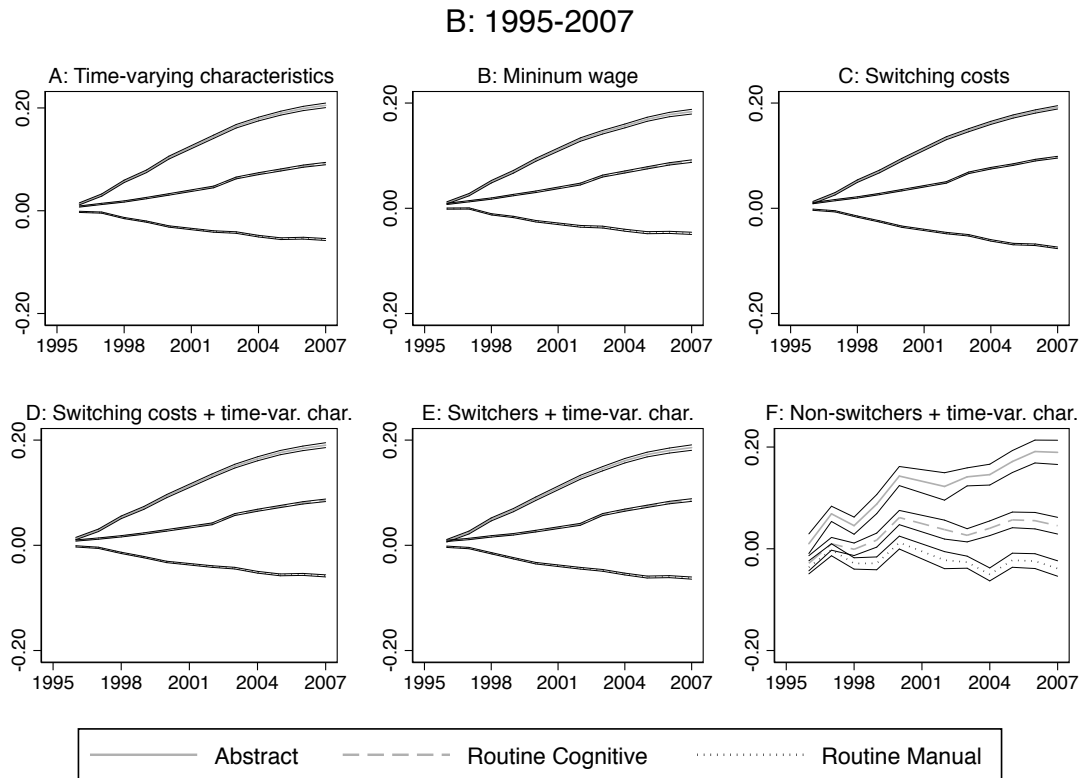 B: 1995-2007
A: Time-varying characteristics
B: Mininum wage
C: Switching costs
0.20
0.00
-0.20
1995 1998 2001 2004 2007
0.20
0.00
-0.20
1995 1998 2001 2004 2007
0.20
0.00
-0.20
1995 1998 2001 2004 2007
D: Switching costs + time-var. char.
E: Switchers + time-var. char.
F: Non-switchers + time-var. char.
0.20
0.00
-0.20
1995 1998 2001 2004 2007
0.20
0.00
-0.20
1995 1998 2001 2004 2007
0.20
0.00
-0.20
1995 1998 2001 2004 2007
Abstract Routine Cognitive Routine Manual